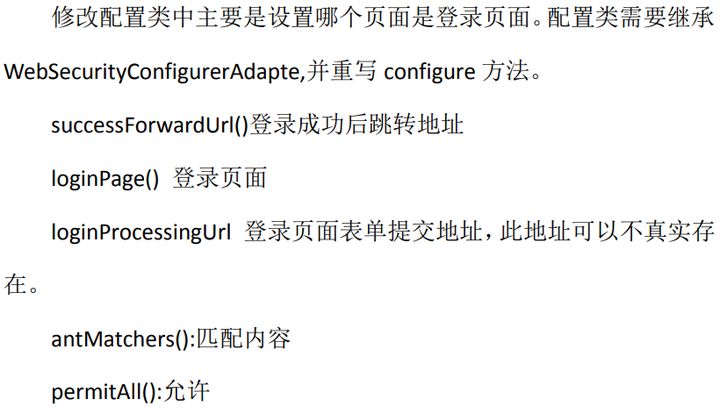 修改配置类中主要是设置哪个页面是登录页面。配置类需要继承
WebSecurityConfigurerAdapte,并重写 configure 方法。
successForwardUrl()登录成功后跳转地址
loginPage() 登录页面
loginProcessingUrl 登录页面表单提交地址，此地址可以不真实存
在。
antMatchers():匹配内容
permitAll():允许